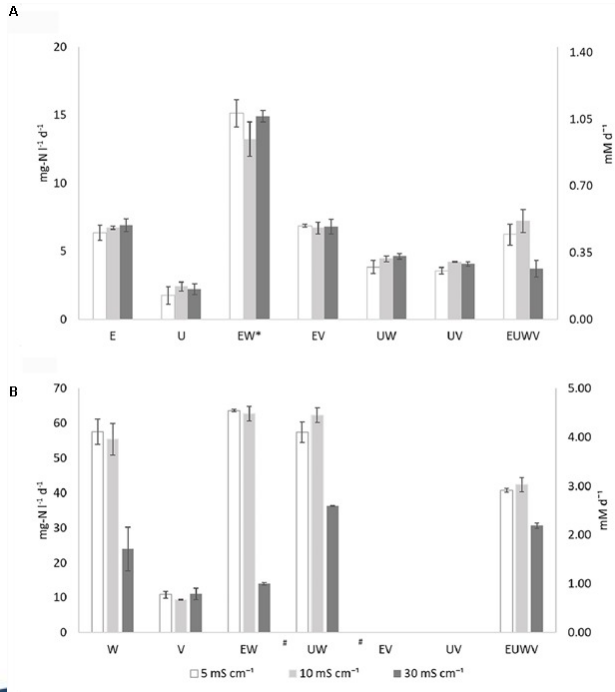 A
20 1.40
15 1.05
10 0.70
5 0.35
0 0.00
mg-N l⁻¹ d⁻¹
mM d⁻¹
E U EW* EV UW UV EUWV
B
70 5.00
60 4.00
50
40 3.00
30 2.00
20 1.00
10
0 0.00
mg-N l⁻¹ d⁻¹
mM d⁻¹
W V EW # UW # EV UV EUWV
5 mS cm⁻¹ 10 mS cm⁻¹ 30 mS cm⁻¹